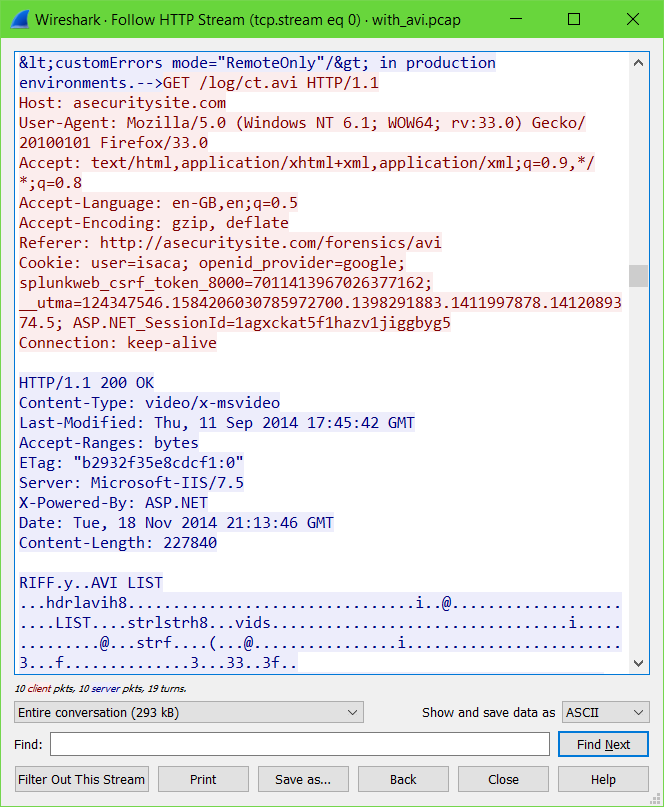 Wireshark · Follow HTTP Stream (tcp.stream eq 0) · with_avi.pcap
&lt;customErrors mode="RemoteOnly"/&gt; in production
environments.-->GET /log/ct.avi HTTP/1.1
Host: asecuritysite.com
User-Agent: Mozilla/5.0 (Windows NT 6.1; WOW64; rv:33.0) Gecko/
20100101 Firefox/33.0
Accept: text/html,application/xhtml+xml,application/xml;q=0.9,*/
*;q=0.8
Accept-Language: en-GB,en;q=0.5
Accept-Encoding: gzip, deflate
Referer: http://asecuritysite.com/forensics/avi
Cookie: user=isaca; openid_provider=google;
splunkweb_csrf_token_8000=7011413967026377162;
__utma=124347546.1584206030785972700.1398291883.1411997878.14120893
74.5; ASP.NET_SessionId=1agxckat5f1hazv1jiggbyg5
Connection: keep-alive
HTTP/1.1 200 OK
Content-Type: video/x-msvideo
Last-Modified: Thu, 11 Sep 2014 17:45:42 GMT
Accept-Ranges: bytes
ETag: "b2932f35e8cdcf1:0"
Server: Microsoft-IIS/7.5
X-Powered-By: ASP.NET
Date: Tue, 18 Nov 2014 21:13:46 GMT
Content-Length: 227840
RIFF.y..AVI LIST
...hdrlavih8................................i..@...................
....LIST....strlstrh8...vids.................................i.....
.........@...strf....(...@................i........................
3...f..............3...33..3f..
10 client pkts, 10 server pkts, 19 turns.
Entire conversation (293 kB)
Show and save data as ASCII
Find:
Find Next
Filter Out This Stream Print Save as... Back Close Help